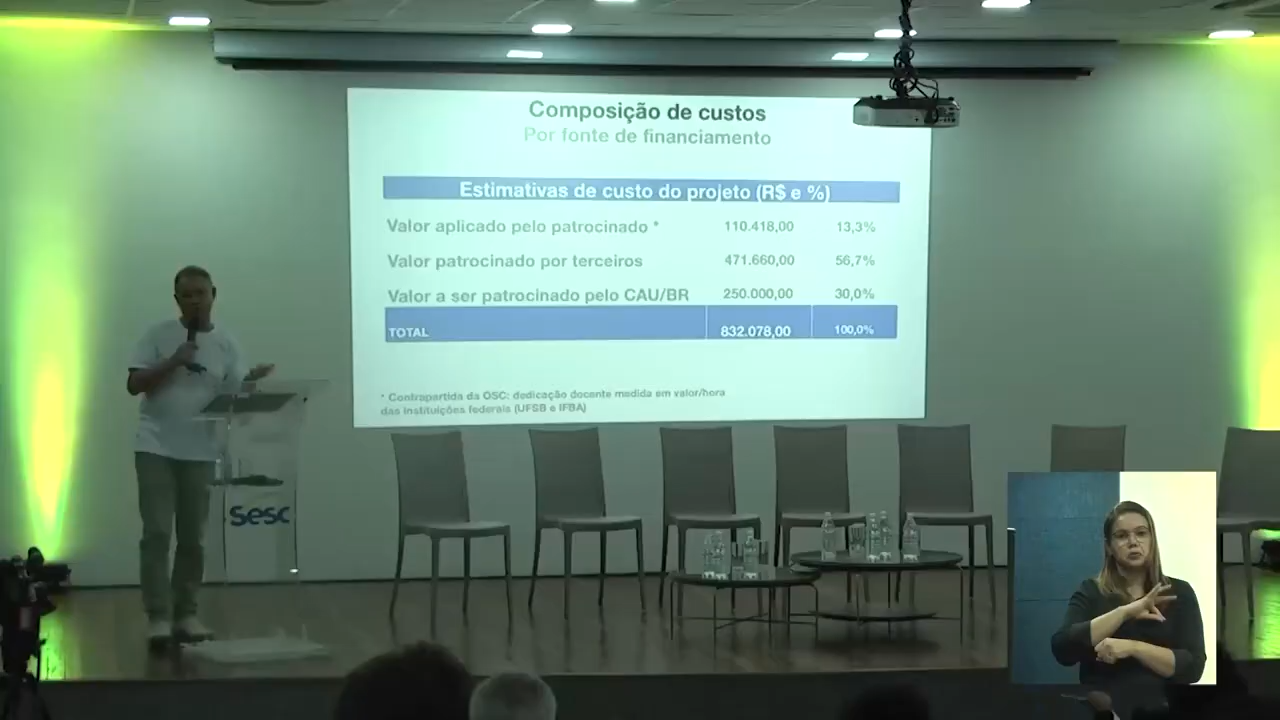 Composição de custos
Por fonte de financiamento
Estimativas de custo do projeto (R$ e %)
Valor aplicado pelo patrocinado * 110.418,00 13,3%
Valor patrocinado por terceiros 471.660,00 56,7%
Valor a ser patrocinado pelo CAU/BR 250.000,00 30,0%
TOTAL 832.078,00 100,0%
* Contrapartida da OSC: dedicação docente medida em valor/hora
das instituições federais (UFSB e IFBA)
sesc